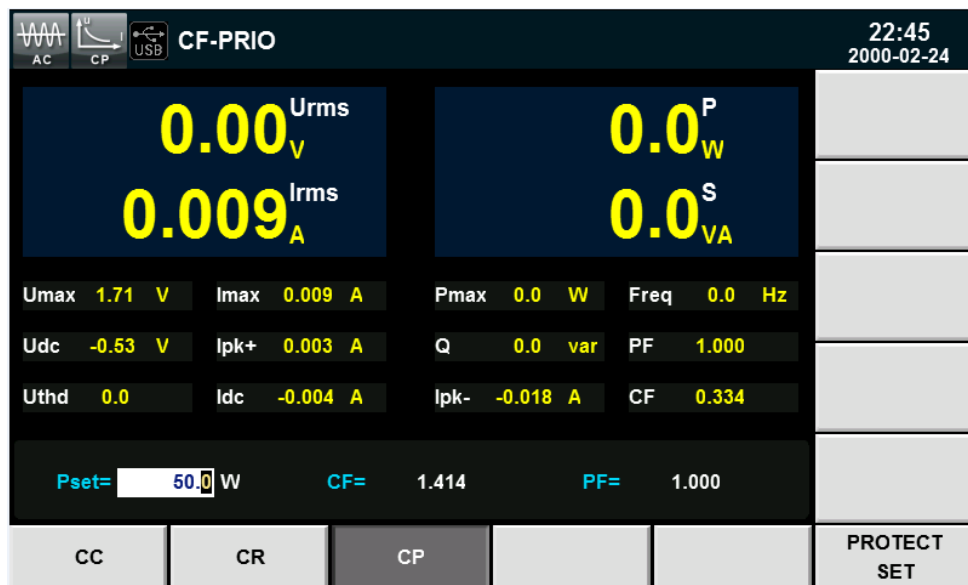 AC
u
I
CP
USB
CF-PRIO
22:45
2000-02-24
0.00 Urms V
0.0 P W
0.009 Irms A
0.0 S VA
Umax 1.71 V Imax 0.009 A Pmax 0.0 W Freq 0.0 Hz
Udc -0.53 V Ipk+ 0.003 A Q 0.0 var PF 1.000
Uthd 0.0 Idc -0.004 A Ipk- -0.018 A CF 0.334
Pset= 50.0 W CF= 1.414 PF= 1.000
CC CR CP
PROTECT
SET